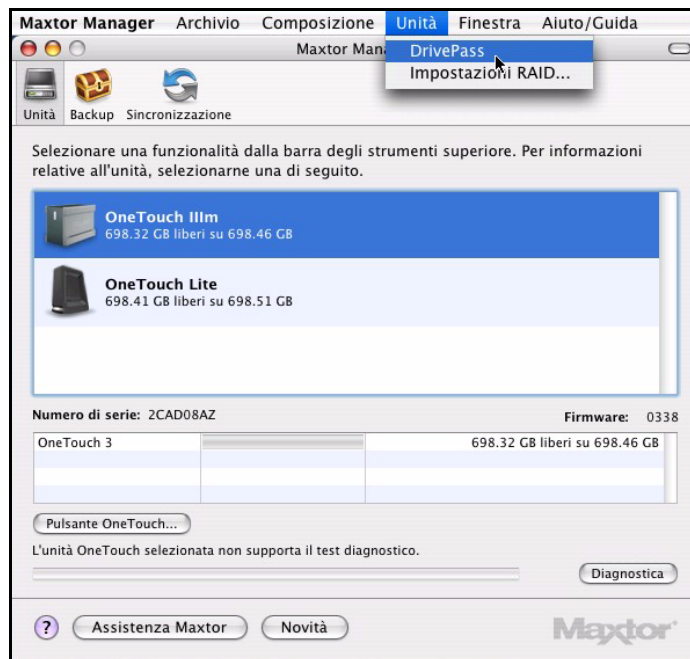 Maxtor Manager Archivio Composizione Unità Finestra Aiuto/Guida
Maxtor Man
DrivePass
Impostazioni RAID...
Unità Backup Sincronizzazione
Selezionare una funzionalità dalla barra degli strumenti superiore. Per informazioni
relative all'unità, selezionarne una di seguito.
OneTouch IIIm
698.32 GB liberi su 698.46 GB
OneTouch Lite
698.41 GB liberi su 698.51 GB
Numero di serie: 2CAD08AZ Firmware: 0338
OneTouch 3 698.32 GB liberi su 698.46 GB
Pulsante OneTouch...
L'unità OneTouch selezionata non supporta il test diagnostico.
Diagnostica
? Assistenza Maxtor Novità Maxtor